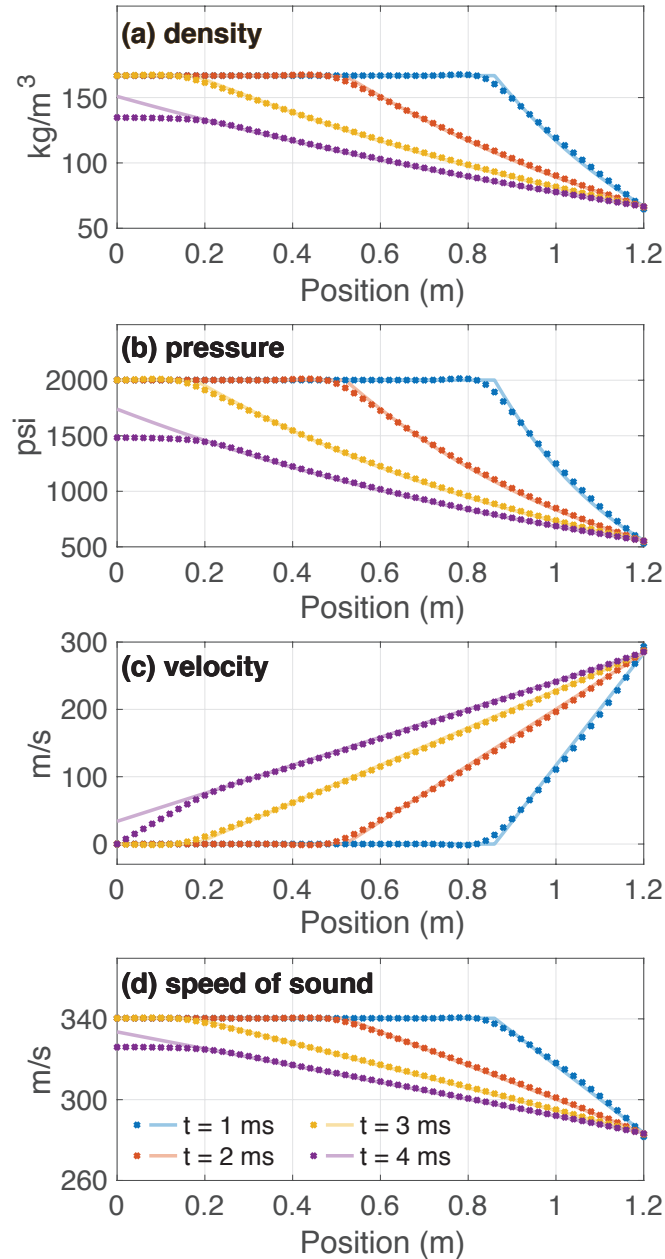 (a) density
150
100
50
kg/m³
0 0.2 0.4 0.6 0.8 1 1.2
Position (m)
(b) pressure
2000
1500
1000
500
psi
0 0.2 0.4 0.6 0.8 1 1.2
Position (m)
(c) velocity
300
200
100
0
m/s
0 0.2 0.4 0.6 0.8 1 1.2
Position (m)
(d) speed of sound
340
300
260
m/s
t = 1 ms t = 3 ms
t = 2 ms t = 4 ms
0 0.2 0.4 0.6 0.8 1 1.2
Position (m)